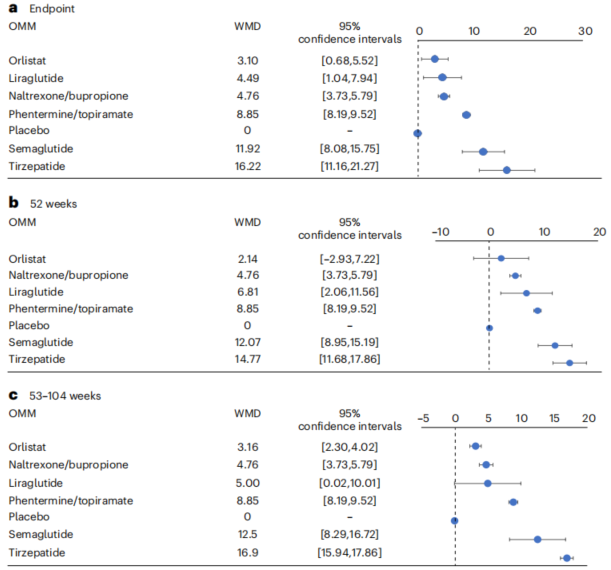 a Endpoint
OMM WMD 95% confidence intervals 0 10 20 30
Orlistat 3.10 [0.68,5.52]
Liraglutide 4.49 [1.04,7.94]
Naltrexone/bupropione 4.76 [3.73,5.79]
Phentermine/topiramate 8.85 [8.19,9.52]
Placebo 0 –
Semaglutide 11.92 [8.08,15.75]
Tirzepatide 16.22 [11.16,21.27]
b 52 weeks
OMM WMD 95% confidence intervals –10 0 10 20
Orlistat 2.14 [–2.93,7.22]
Naltrexone/bupropione 4.76 [3.73,5.79]
Liraglutide 6.81 [2.06,11.56]
Phentermine/topiramate 8.85 [8.19,9.52]
Placebo 0 –
Semaglutide 12.07 [8.95,15.19]
Tirzepatide 14.77 [11.68,17.86]
c 53–104 weeks
OMM WMD 95% confidence intervals –5 0 5 10 15 20
Orlistat 3.16 [2.30,4.02]
Naltrexone/bupropione 4.76 [3.73,5.79]
Liraglutide 5.00 [0.02,10.01]
Phentermine/topiramate 8.85 [8.19,9.52]
Placebo 0 –
Semaglutide 12.5 [8.29,16.72]
Tirzepatide 16.9 [15.94,17.86]